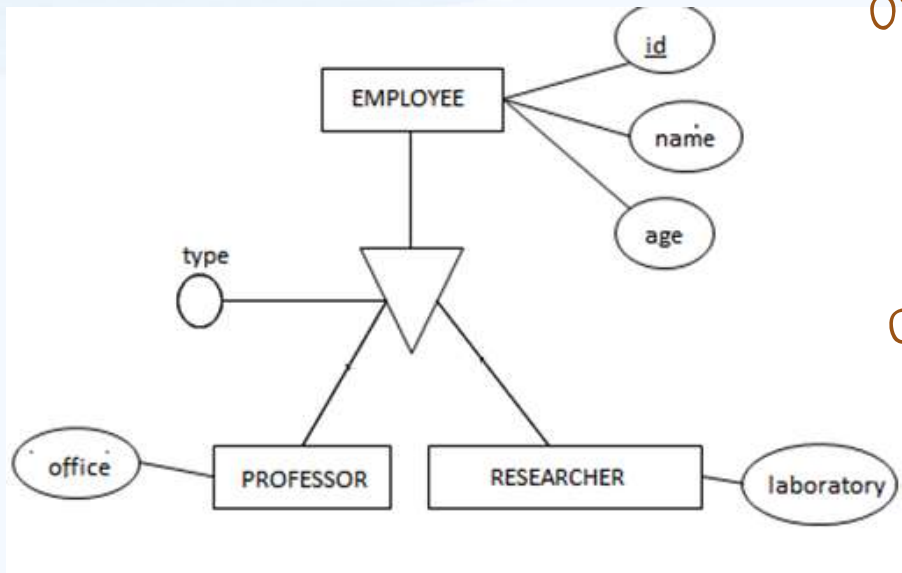 id
EMPLOYEE
name
age
type
office
PROFESSOR
RESEARCHER
laboratory